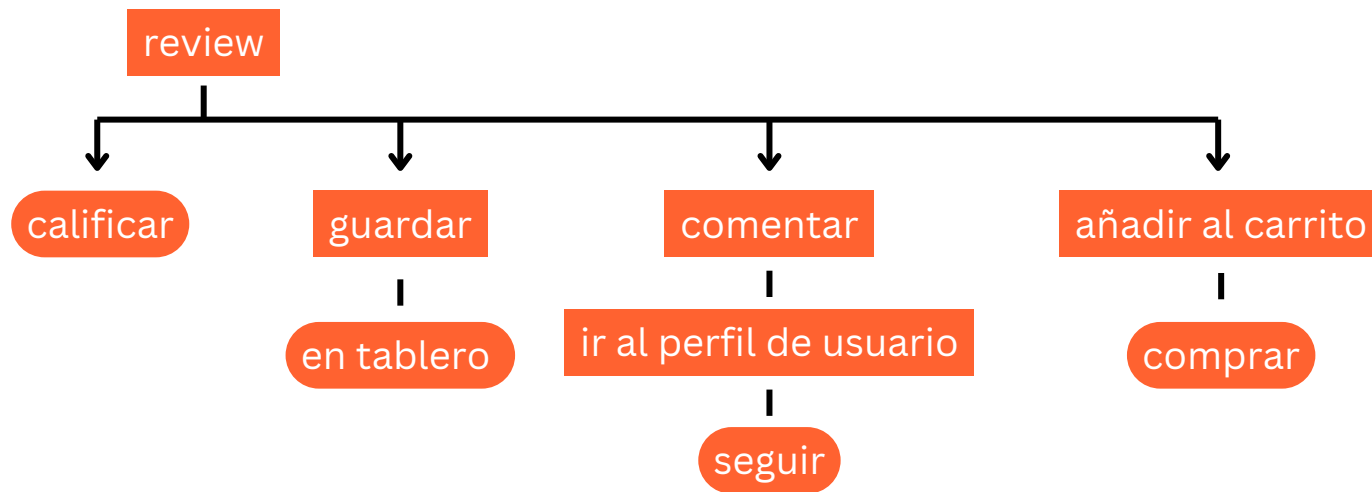 review
calificar
guardar
comentar
añadir al carrito
en tablero
ir al perfil de usuario
comprar
seguir